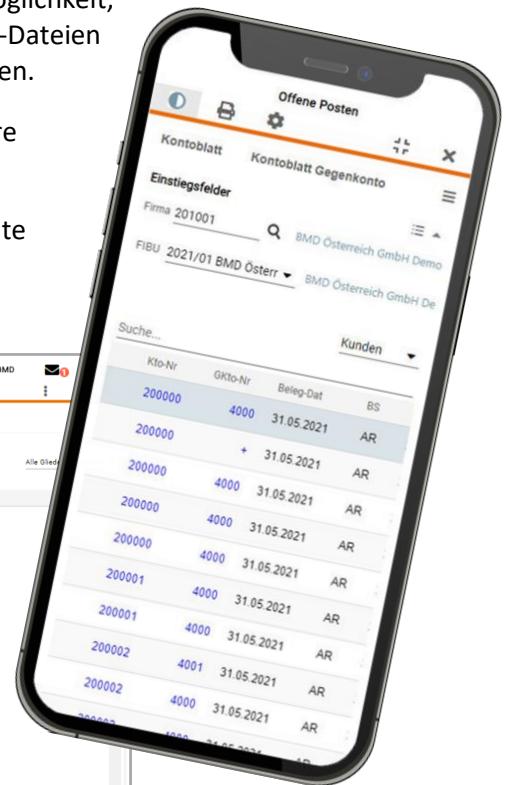 -Dateien
en.
re
te
Offene Posten
Kontoblatt Kontoblatt Gegenkonto
Einstiegsfelder
Firma 201001 BMD Österreich GmbH Demo
FIBU 2021/01 BMD Österr BMD Österreich GmbH De
Suche... Kunden
Kto-Nr GKto-Nr Beleg-Dat BS
200000 4000 31.05.2021 AR
200000 + 31.05.2021 AR
200000 4000 31.05.2021 AR
200000 4000 31.05.2021 AR
200000 4000 31.05.2021 AR
200001 4000 31.05.2021 AR
200001 4000 31.05.2021 AR
200002 4001 31.05.2021 AR
200002 4000 31.05.2021 AR
Alle Gliede